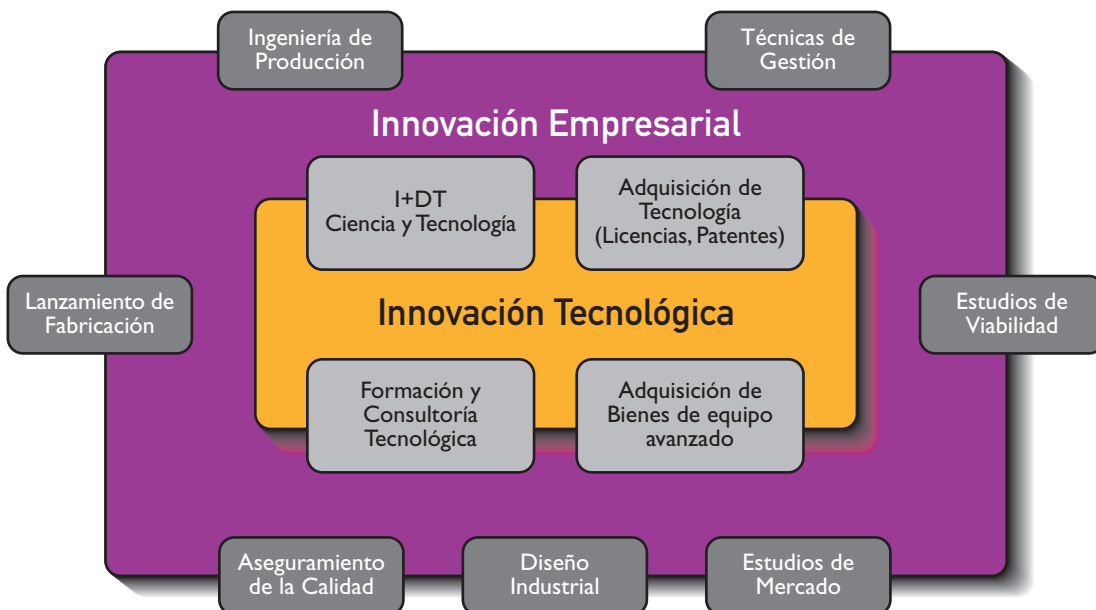 Ingeniería de
Producción
Técnicas de
Gestión
Innovación Empresarial
I+DT
Ciencia y Tecnología
Adquisición de
Tecnología
(Licencias, Patentes)
Lanzamiento de
Fabricación
Innovación Tecnológica
Estudios de
Viabilidad
Formación y
Consultoría
Tecnológica
Adquisición de
Bienes de equipo
avanzado
Aseguramiento
de la Calidad
Diseño
Industrial
Estudios de
Mercado